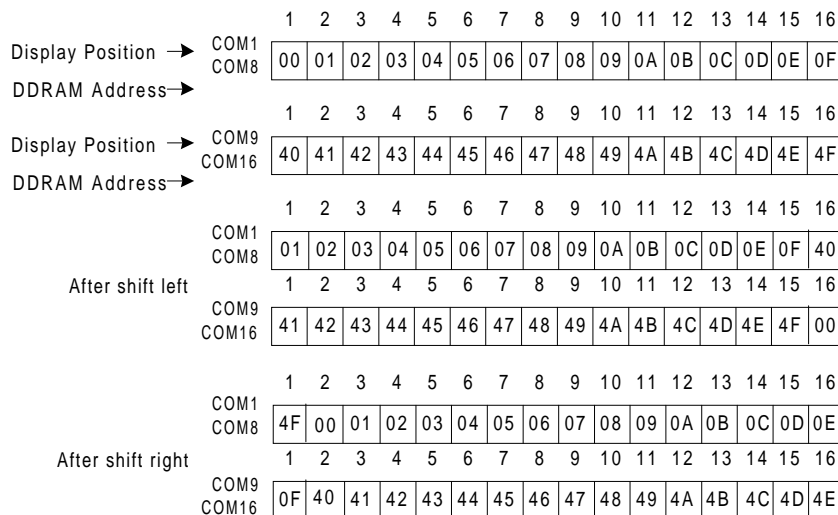 1 2 3 4 5 6 7 8 9 10 11 12 13 14 15 16
Display Position → COM1
COM8 00 01 02 03 04 05 06 07 08 09 0A 0B 0C 0D 0E 0F
DDRAM Address→
1 2 3 4 5 6 7 8 9 10 11 12 13 14 15 16
Display Position → COM9
COM16 40 41 42 43 44 45 46 47 48 49 4A 4B 4C 4D 4E 4F
DDRAM Address→
1 2 3 4 5 6 7 8 9 10 11 12 13 14 15 16
COM1
COM8 01 02 03 04 05 06 07 08 09 0A 0B 0C 0D 0E 0F 40
After shift left 1 2 3 4 5 6 7 8 9 10 11 12 13 14 15 16
COM9
COM16 41 42 43 44 45 46 47 48 49 4A 4B 4C 4D 4E 4F 00
1 2 3 4 5 6 7 8 9 10 11 12 13 14 15 16
COM1
COM8 4F 00 01 02 03 04 05 06 07 08 09 0A 0B 0C 0D 0E
After shift right 1 2 3 4 5 6 7 8 9 10 11 12 13 14 15 16
COM9
COM16 0F 40 41 42 43 44 45 46 47 48 49 4A 4B 4C 4D 4E